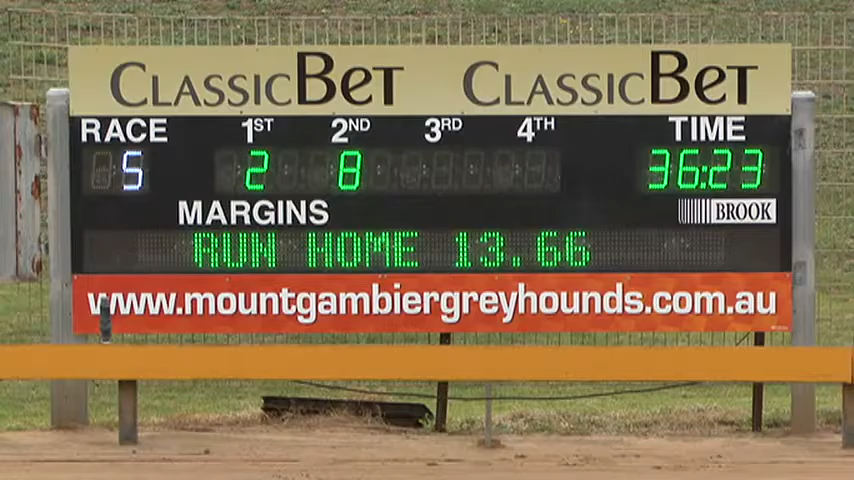 CLASSICBET CLASSICBET
RACE 1ST 2ND 3RD 4TH TIME
5 2 8 36:23
MARGINS BROOK
RUN HOME 13.66
www.mountgambiergreyhounds.com.au